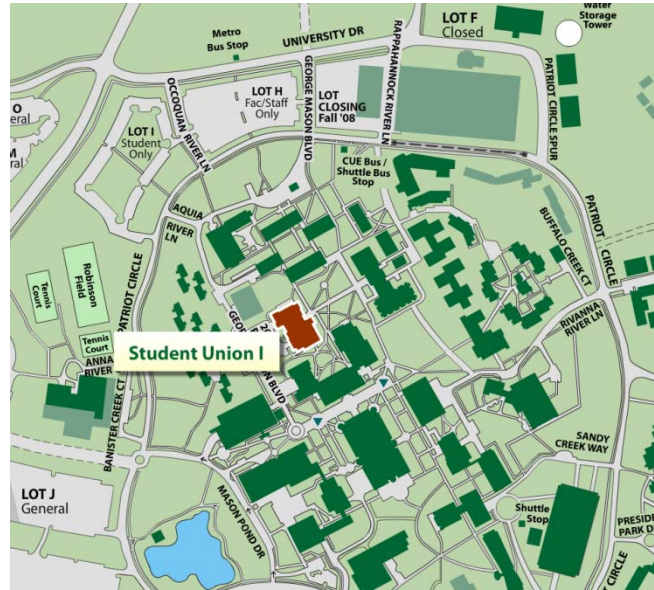 Water
Storage
Tower
LOT F
Closed
Metro
Bus Stop
UNIVERSITY DR
RAPPAHANNOCK RIVER LN
GEORGE MASON BLVD
PATRIOT CIRCLE SPUR
OCCOQUAN RIVER LN
LOT H
Fac/Staff
Only
LOT
CLOSING
Fall '08
LOT I
Student
Only
CUE Bus /
Shuttle Bus
Stop
AQUIA
RIVER LN
PATRIOT CIRCLE
BUFFALO CREEK CT
RIVANNA
RIVER LN
Tennis
Court
Robinson
Field
PATRIOT CIRCLE
Tennis
Court
Student Union I
ANNA
RIVER
BANISTER CREEK CT
SANDY
CREEK WAY
LOT J
General
MASON POND DR
Shuttle
Stop
PRESIDE
PARK D
CIRCLE